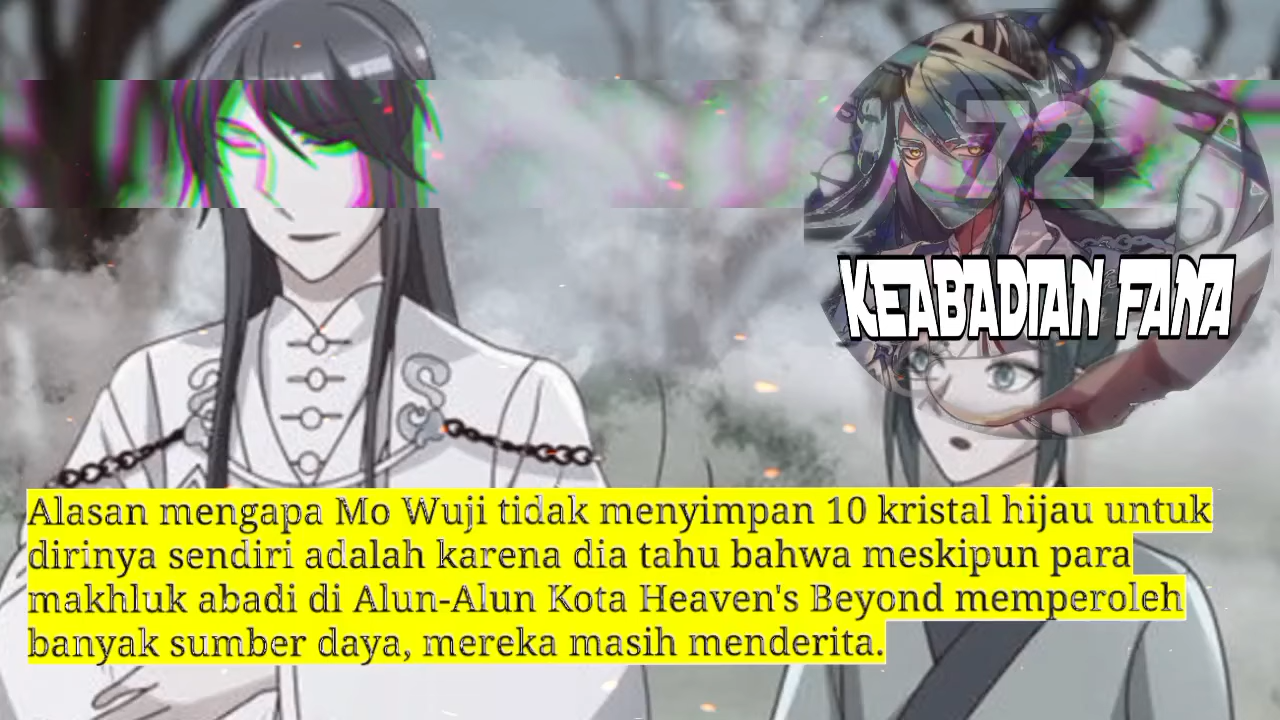 72
KEABADIAN FANA
Alasan mengapa Mo Wuji tidak menyimpan 10 kristal hijau untuk
dirinya sendiri adalah karena dia tahu bahwa meskipun para
makhluk abadi di Alun-Alun Kota Heaven's Beyond memperoleh
banyak sumber daya, mereka masih menderita.